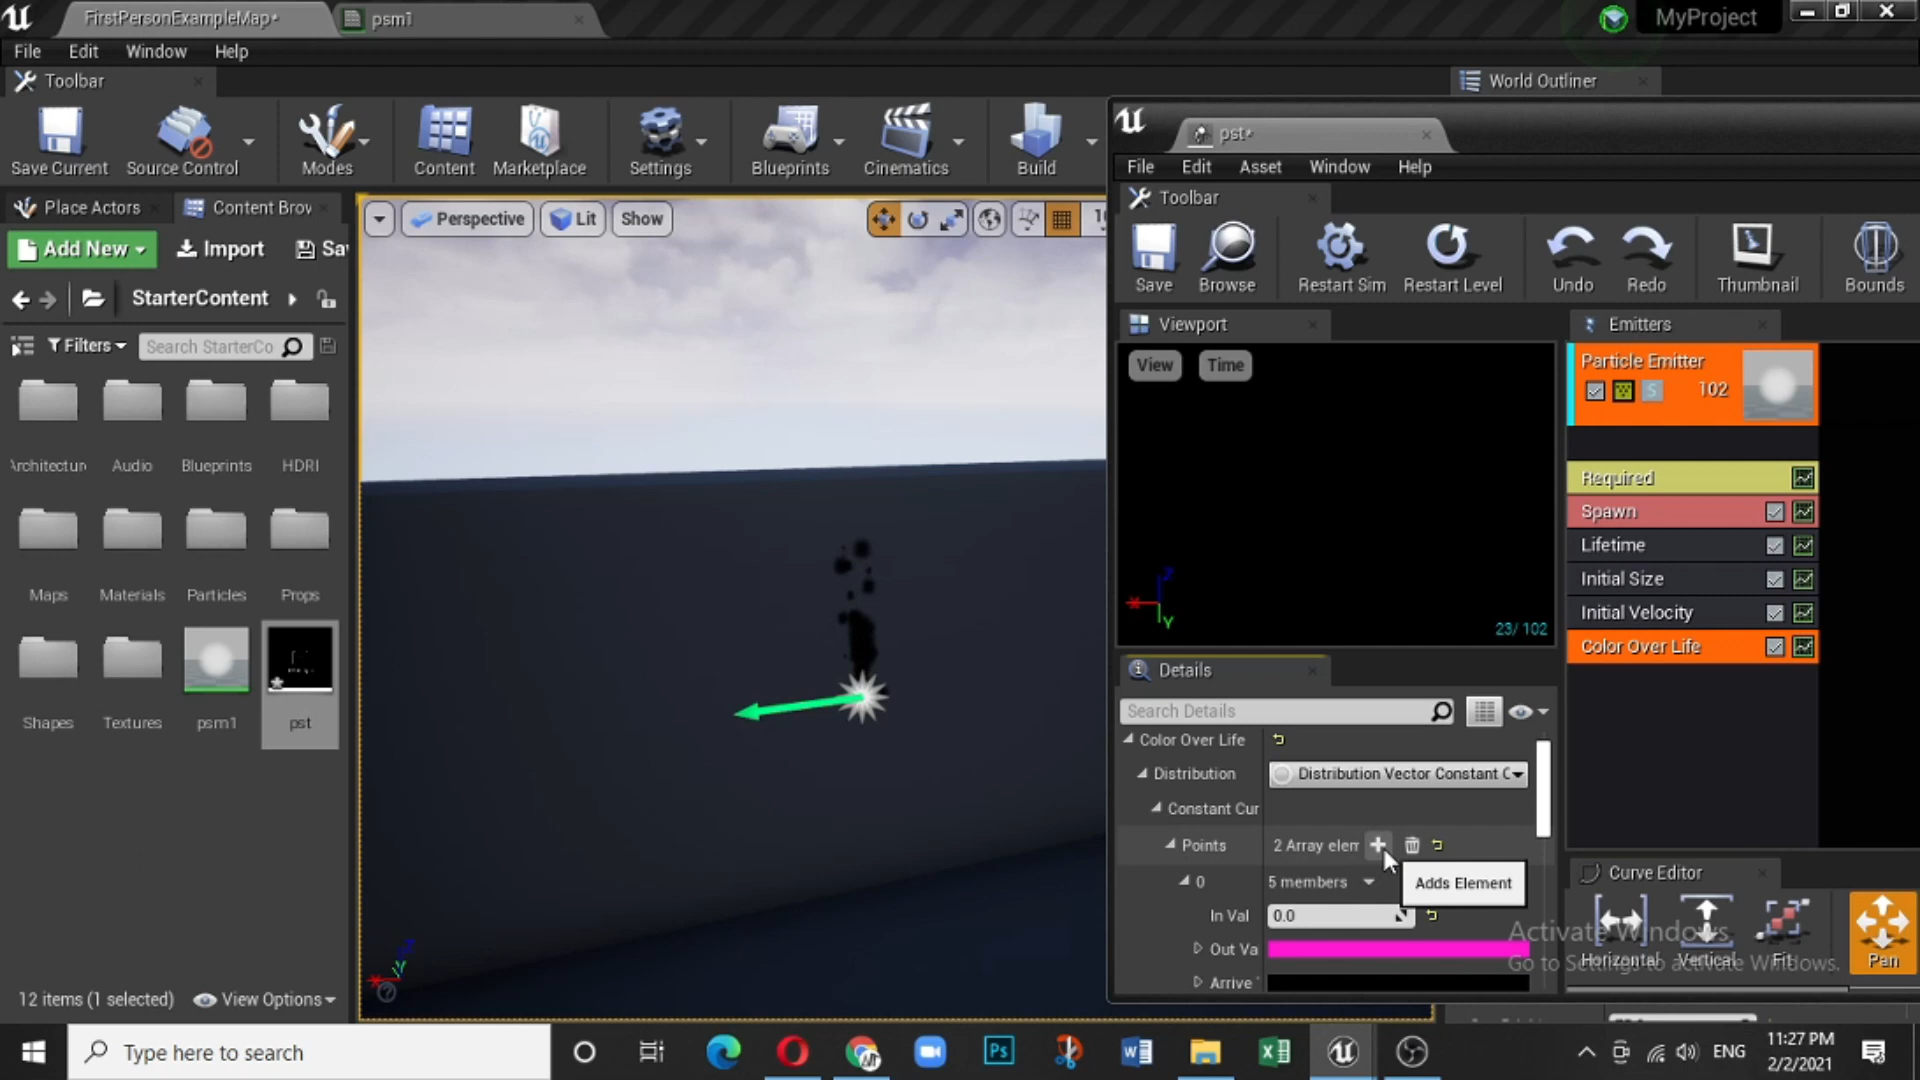 FirstPersonExampleMap*
psm1
MyProject
File Edit Window Help
Toolbar
World Outliner
Save Current
Source Control
Modes
Content
Marketplace
Settings
Blueprints
Cinematics
Build
pst*
File Edit Asset Window Help
Toolbar
Save
Browse
Restart Sim
Restart Level
Undo
Redo
Thumbnail
Bounds
Place Actors
Content Brov
Add New
Import
Sa
StarterContent
Filters
Search StarterCo
Architectur
Audio
Blueprints
HDRI
Maps
Materials
Particles
Props
Shapes
Textures
psm1
pst
12 items (1 selected)
View Options
Perspective
Lit
Show
Viewport
View
Time
Z
Y
23/ 102
Emitters
Particle Emitter
S
102
Required
Spawn
Lifetime
Initial Size
Initial Velocity
Color Over Life
Details
Search Details
Color Over Life
Distribution
Distribution Vector Constant C
Constant Cur
Points
2 Array elem
Adds Element
0
5 members
In Val
0.0
Out Va
Arrive
Curve Editor
Horizontal
Vertical
Fit
Pan
Activate Windows
Go to Settings to activate Windows.
Type here to search
Ps
ENG
11:27 PM
2/2/2021